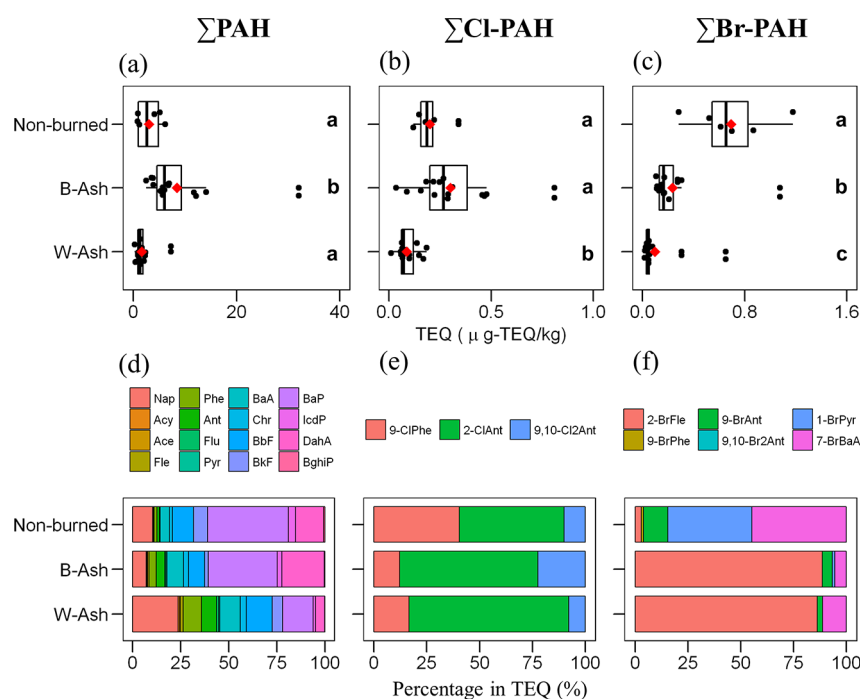 ∑PAH ∑Cl-PAH ∑Br-PAH
(a) (b) (c)
Non-burned a a a
B-Ash b a b
W-Ash a b c
0 20 40 0.0 0.5 1.0 0.0 0.8 1.6
TEQ ( μ g-TEQ/kg)
(d) (e) (f)
Nap Phe BaA BaP
Acy Ant Chr IcdP
Ace Flu BbF DahA
Fle Pyr BkF BghiP
9-ClPhe 2-ClAnt 9,10-Cl2Ant
2-BrFle 9-BrAnt 1-BrPyr
9-BrPhe 9,10-Br2Ant 7-BrBaA
Non-burned
B-Ash
W-Ash
0 25 50 75 100 0 25 50 75 100 0 25 50 75 100
Percentage in TEQ (%)